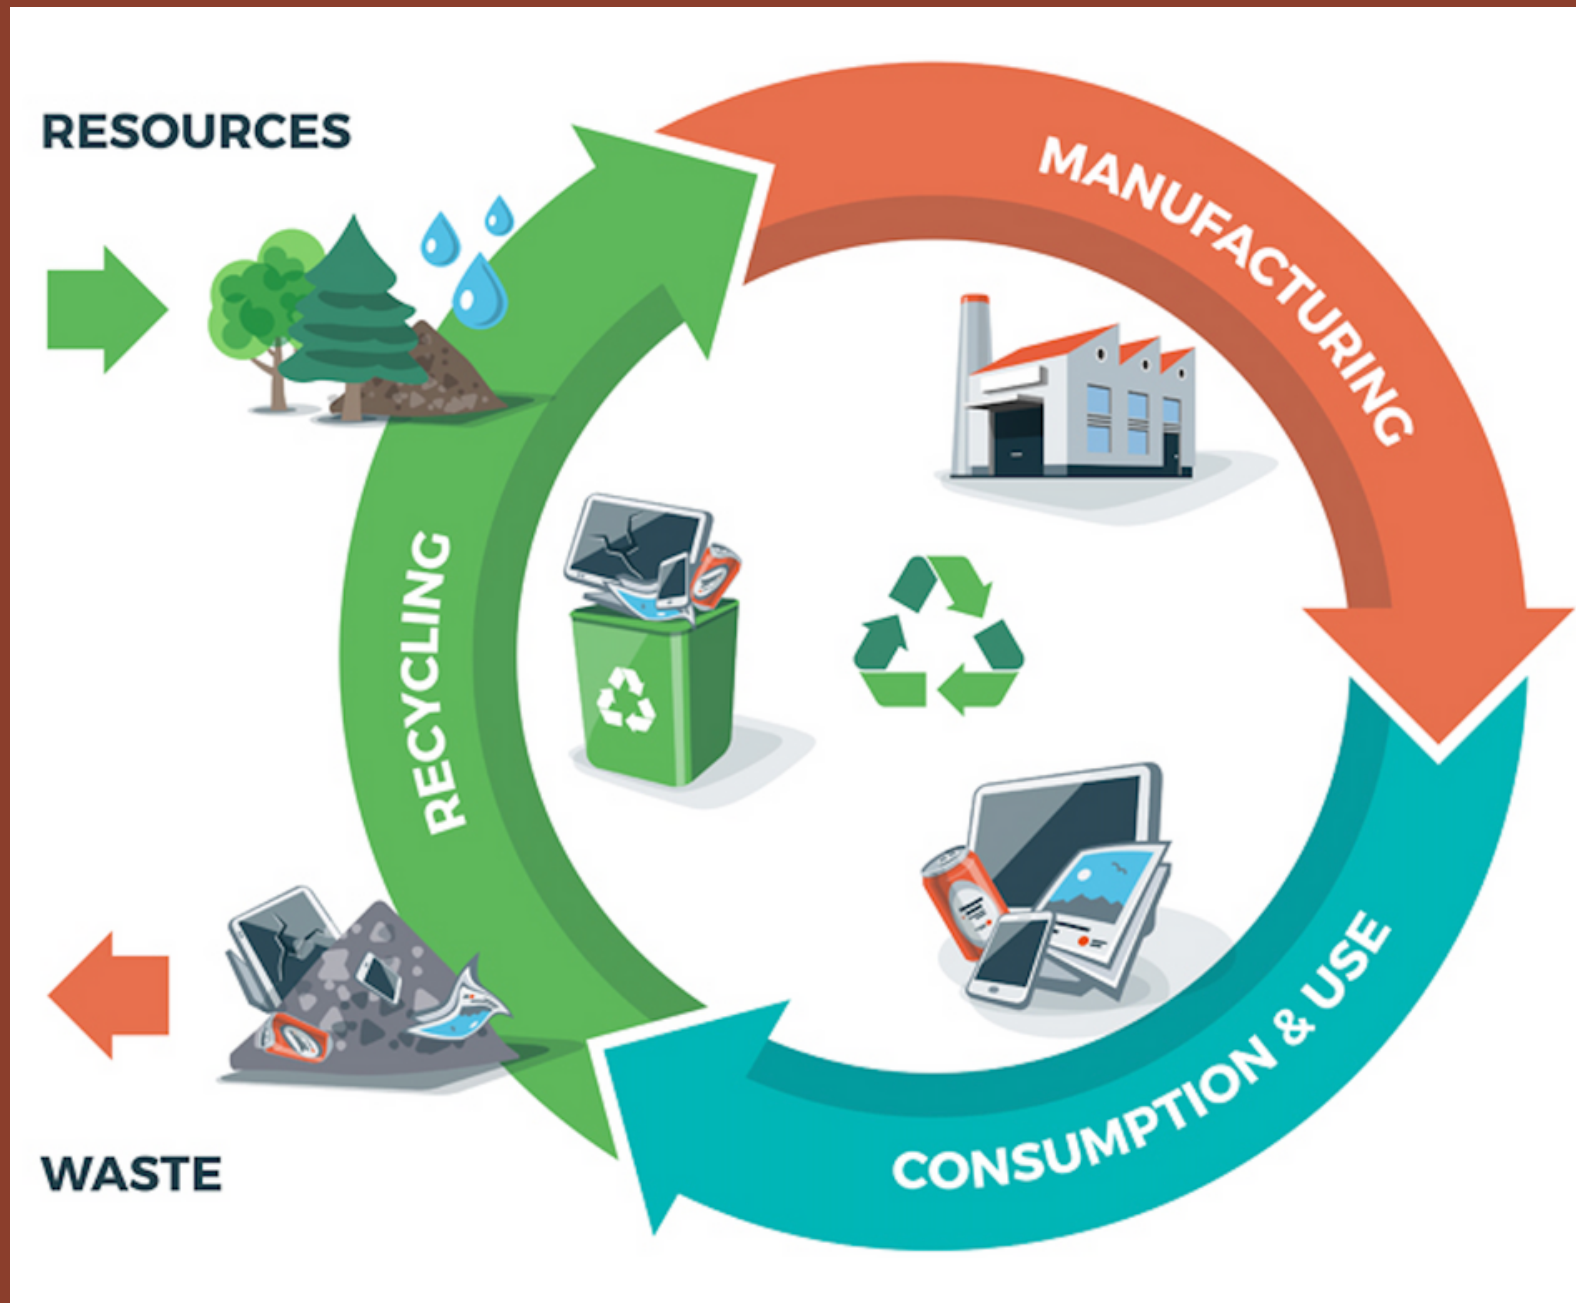 RESOURCES
MANUFACTURING
RECYCLING
CONSUMPTION & USE
WASTE